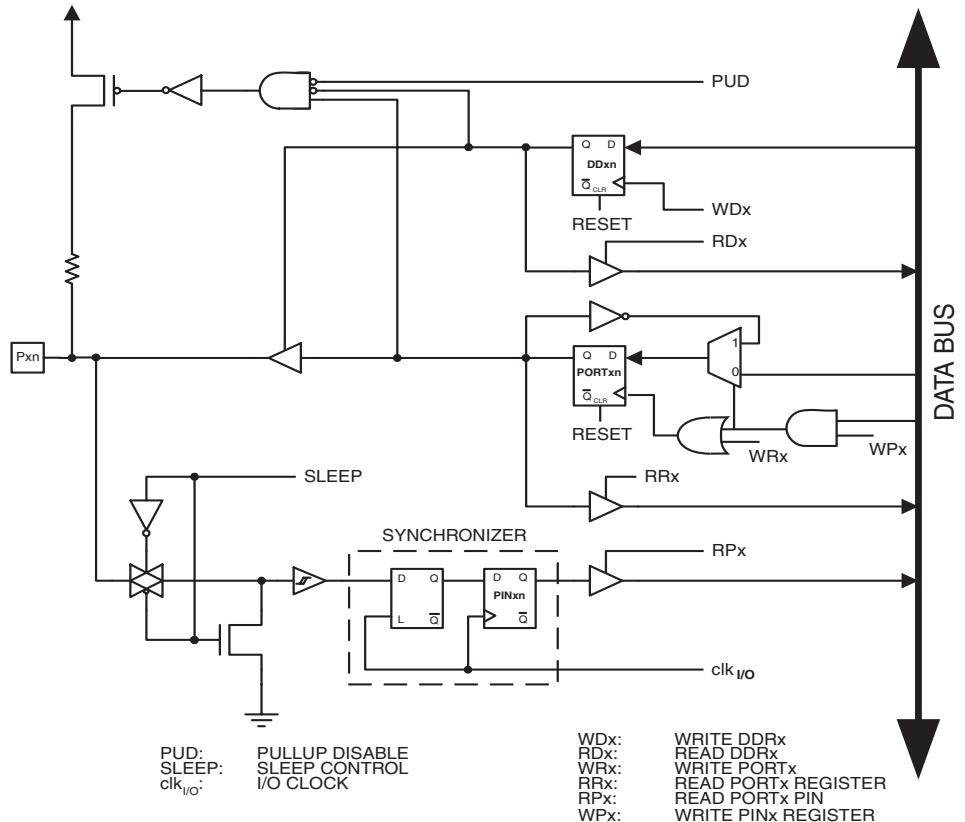 PUD
Q D
DDxn
Q CLR
WDx
RESET
RDx
1
Pxn
Q D
PORTxn
0
Q CLR
DATA BUS
RESET
WRx
WPx
SLEEP
RRx
SYNCHRONIZER
RPx
D Q
D Q
PINxn
L Q
Q
clk I/O
PUD: PULLUP DISABLE
SLEEP: SLEEP CONTROL
clk I/O: I/O CLOCK
WDx: WRITE DDRx
RDx: READ DDRx
WRx: WRITE PORTx
RRx: READ PORTx REGISTER
RPx: READ PORTx PIN
WPx: WRITE PINx REGISTER